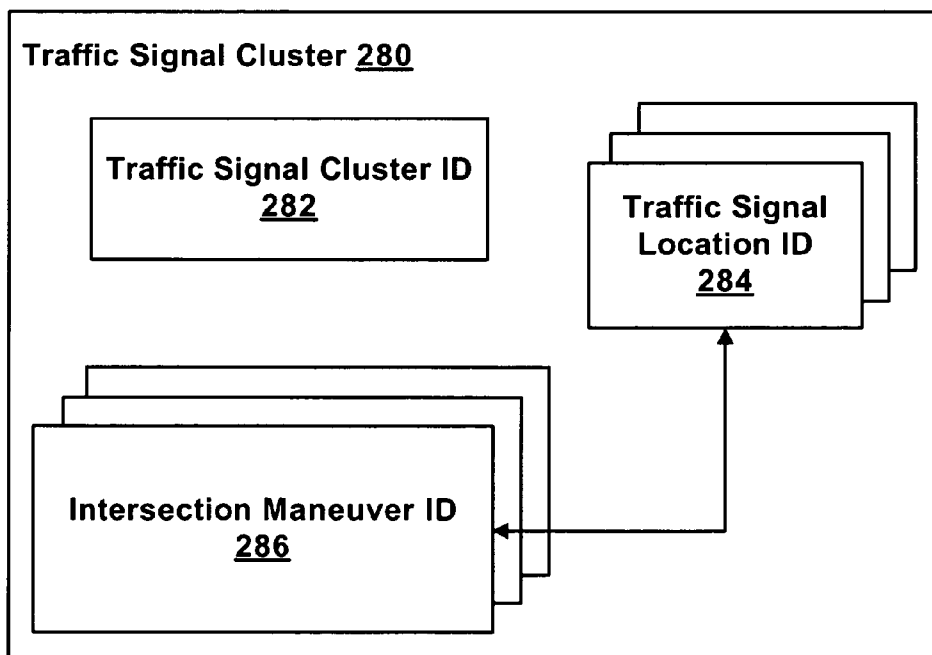 Traffic Signal Cluster 280
Traffic Signal Cluster ID
282
Traffic Signal
Location ID
284
Intersection Maneuver ID
286